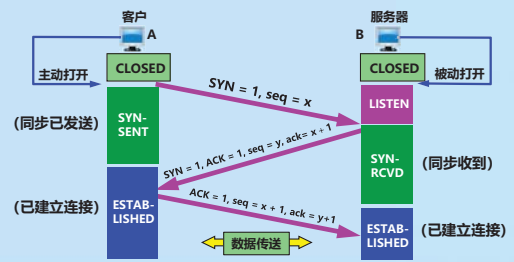 客户
服务器
A
B
CLOSED
CLOSED
主动打开
被动打开
SYN = 1, seq = x
LISTEN
(同步已发送)
SYN-
SENT
SYN = 1, ACK = 1, seq = y, ack= x + 1
SYN-
RCVD
(同步收到)
(已建立连接)
ESTAB-
LISHED
ACK = 1, seq = x + 1, ack = y+1
ESTAB-
LISHED
(已建立连接)
数据传送